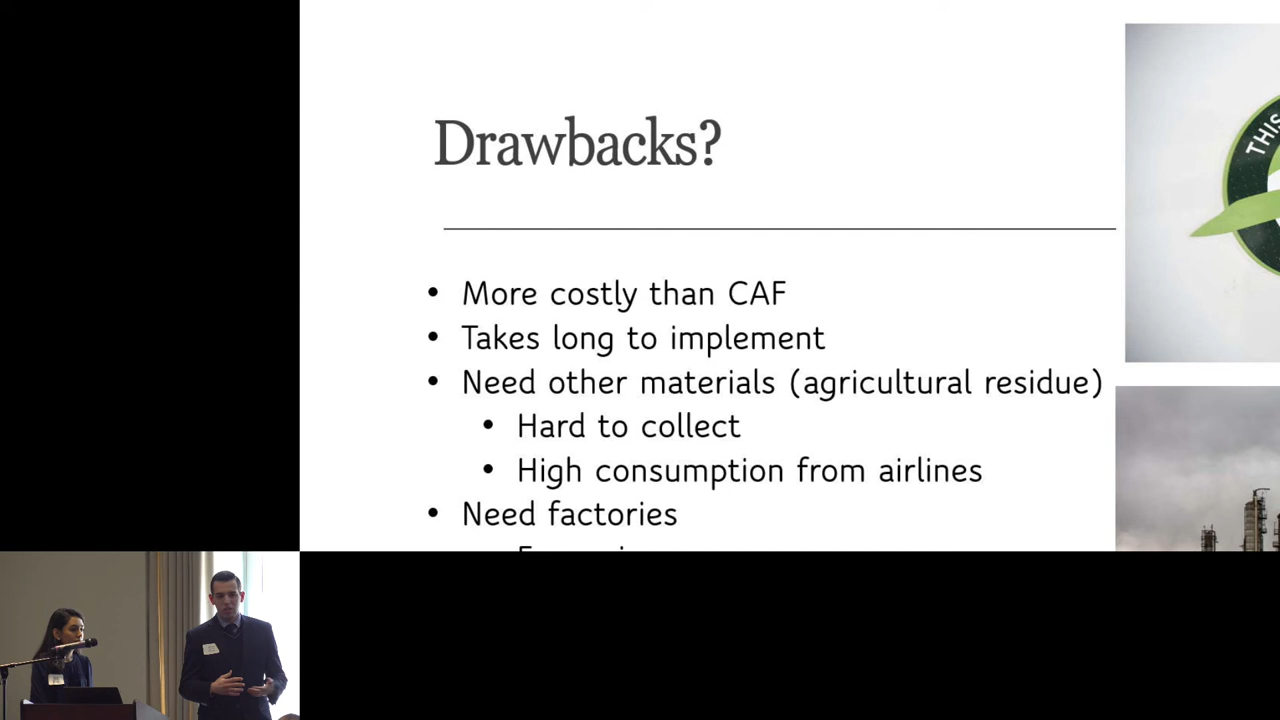 Drawbacks?
THIS
• More costly than CAF
• Takes long to implement
• Need other materials (agricultural residue)
• Hard to collect
• High consumption from airlines
• Need factories